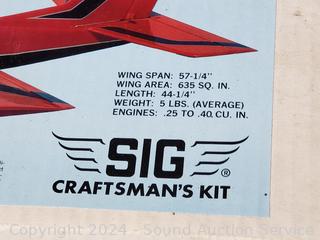 WING SPAN: 57-1/4"
WING AREA: 635 SQ. IN.
LENGTH: 44-1/4"
WEIGHT: 5 LBS. (AVERAGE)
ENGINES: .25 TO .40 CU. IN.
SIG®
CRAFTSMAN'S KIT
Copyright 2024 - Sound Auction Service